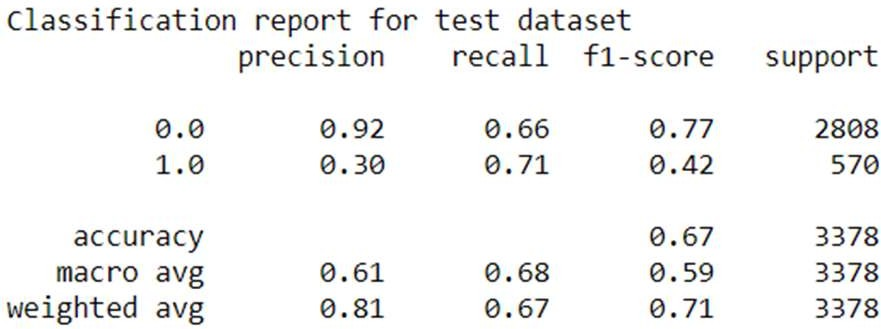 Classification report for test dataset
precision recall f1-score support
0.0 0.92 0.66 0.77 2808
1.0 0.30 0.71 0.42 570
accuracy 0.67 3378
macro avg 0.61 0.68 0.59 3378
weighted avg 0.81 0.67 0.71 3378